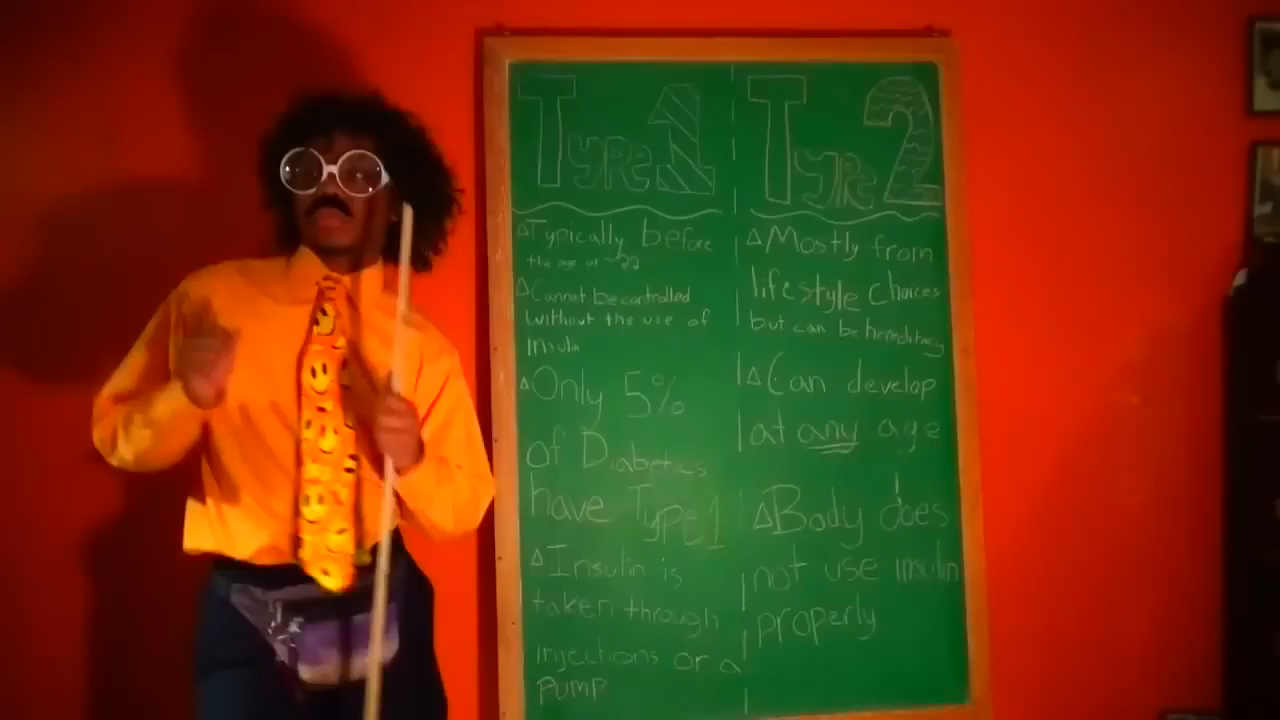 Type 1
△Typically before
the age of 22
△Cannot be controlled
without the use of
Insulin
△Only 5%
of Diabetics
have Type 1
△Insulin is
taken through
injections or a
pump
Type 2
△Mostly from
lifestyle Choices
but can be hereditary
△Can develop
at any age
△Body does
not use insulin
properly